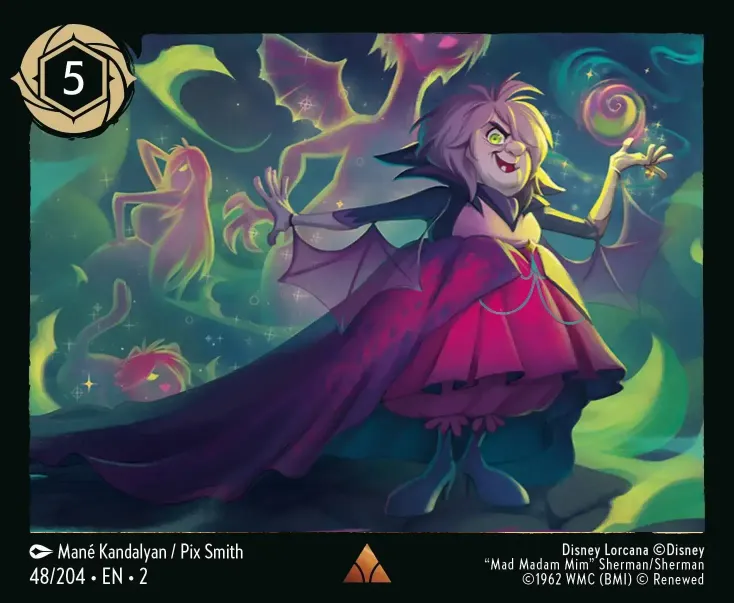 5
Mané Kandalyan / Pix Smith
48/204 • EN • 2
Disney Lorcana ©Disney
“Mad Madam Mim” Sherman/Sherman
©1962 WMC (BMI) © Renewed